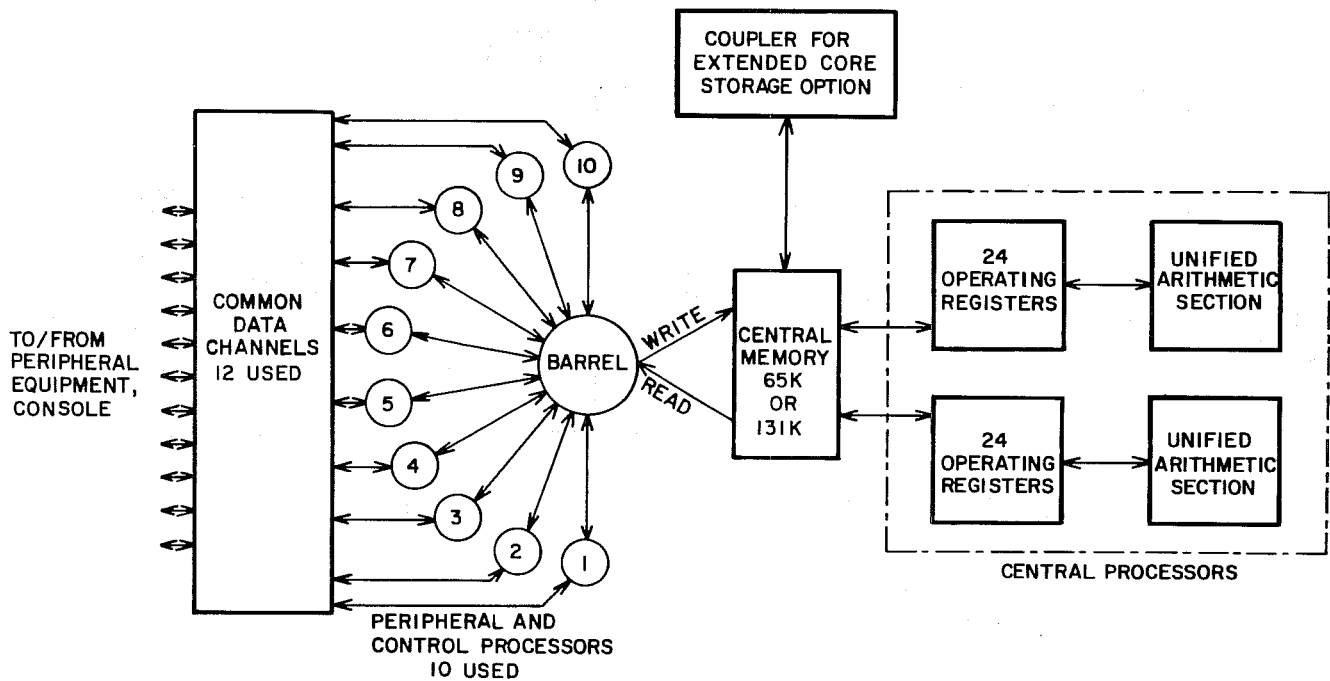 COUPLER FOR
EXTENDED CORE
STORAGE OPTION
TO/FROM
PERIPHERAL
EQUIPMENT,
CONSOLE
COMMON
DATA
CHANNELS
12 USED
10
9
8
7
6
5
4
3
2
1
PERIPHERAL AND
CONTROL PROCESSORS
10 USED
BARREL
WRITE
READ
CENTRAL
MEMORY
65K
OR
131K
24
OPERATING
REGISTERS
UNIFIED
ARITHMETIC
SECTION
24
OPERATING
REGISTERS
UNIFIED
ARITHMETIC
SECTION
CENTRAL PROCESSORS